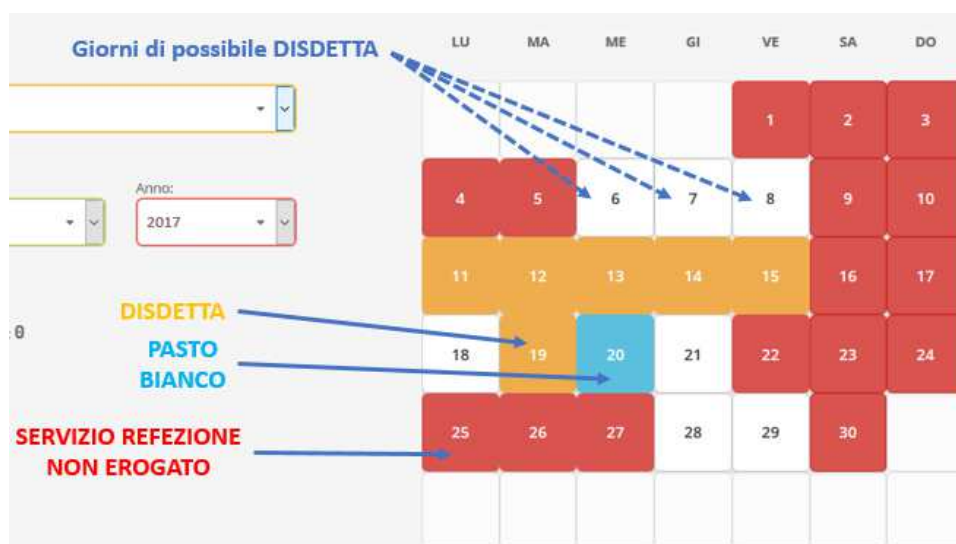 Giorni di possibile DISDETTA
LU MA ME GI VE SA DO
1 2 3
Anno:
2017
4 5 6 7 8 9 10
11 12 13 14 15 16 17
DISDETTA
PASTO
BIANCO
18 19 20 21 22 23 24
SERVIZIO REFEZIONE
NON EROGATO
25 26 27 28 29 30